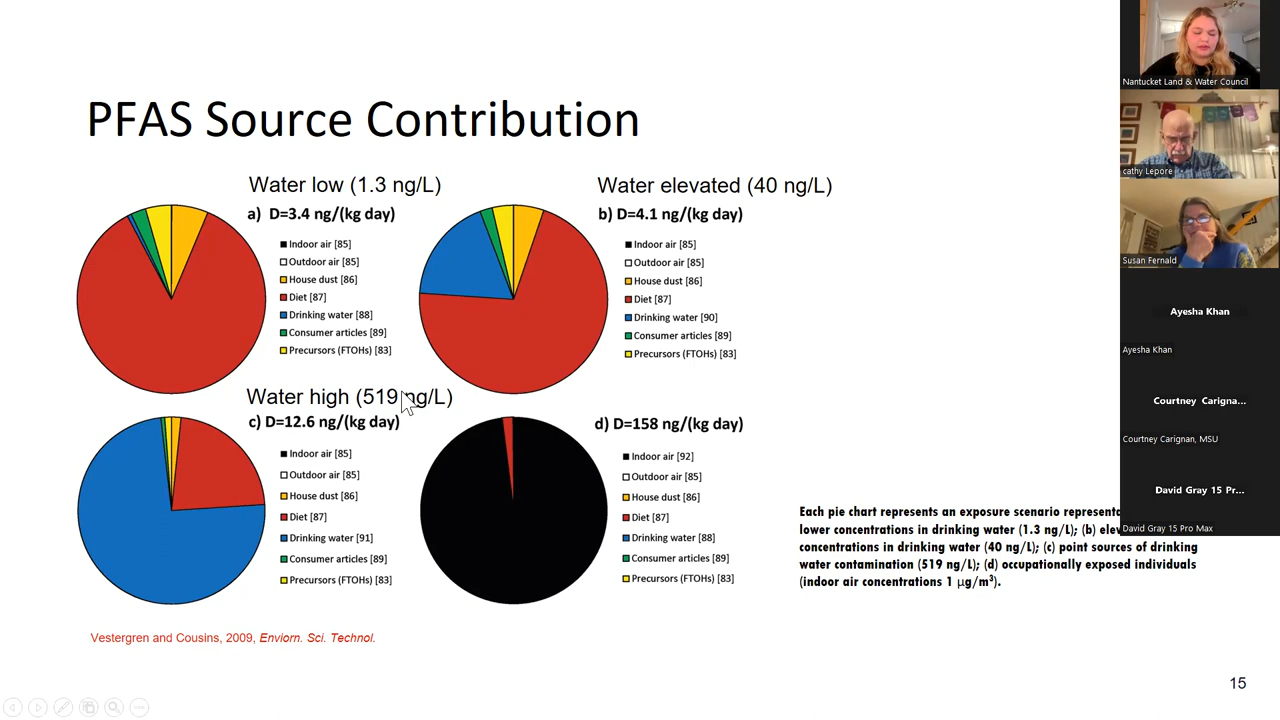 PFAS Source Contribution
Water low (1.3 ng/L)
a) D=3.4 ng/(kg day)
Indoor air [85]
Outdoor air [85]
House dust [86]
Diet [87]
Drinking water [88]
Consumer articles [89]
Precursors (FTOHs) [83]
Water elevated (40 ng/L)
b) D=4.1 ng/(kg day)
Indoor air [85]
Outdoor air [85]
House dust [86]
Diet [87]
Drinking water [90]
Consumer articles [89]
Precursors (FTOHs) [83]
Water high (519 ng/L)
c) D=12.6 ng/(kg day)
Indoor air [85]
Outdoor air [85]
House dust [86]
Diet [87]
Drinking water [91]
Consumer articles [89]
Precursors (FTOHs) [83]
d) D=158 ng/(kg day)
Indoor air [92]
Outdoor air [85]
House dust [86]
Diet [87]
Drinking water [88]
Consumer articles [89]
Precursors (FTOHs) [83]
Each pie chart represents an exposure scenario
lower concentrations in drinking water (1.3 ng/L); (b)
concentrations in drinking water (40 ng/L); (c) point sources of drinking
water contamination (519 ng/L); (d) occupationally exposed individuals
(indoor air concentrations 1 μg/m³).
Vestergren and Cousins, 2009, Enviorn. Sci. Technol.
15
Nantucket Land & Water Council
cathy Lepore
Susan Fernald
Ayesha Khan
Ayesha Khan
Courtney Carigna...
Courtney Carignan, MSU
David Gray 15 Pr...
David Gray 15 Pro Max